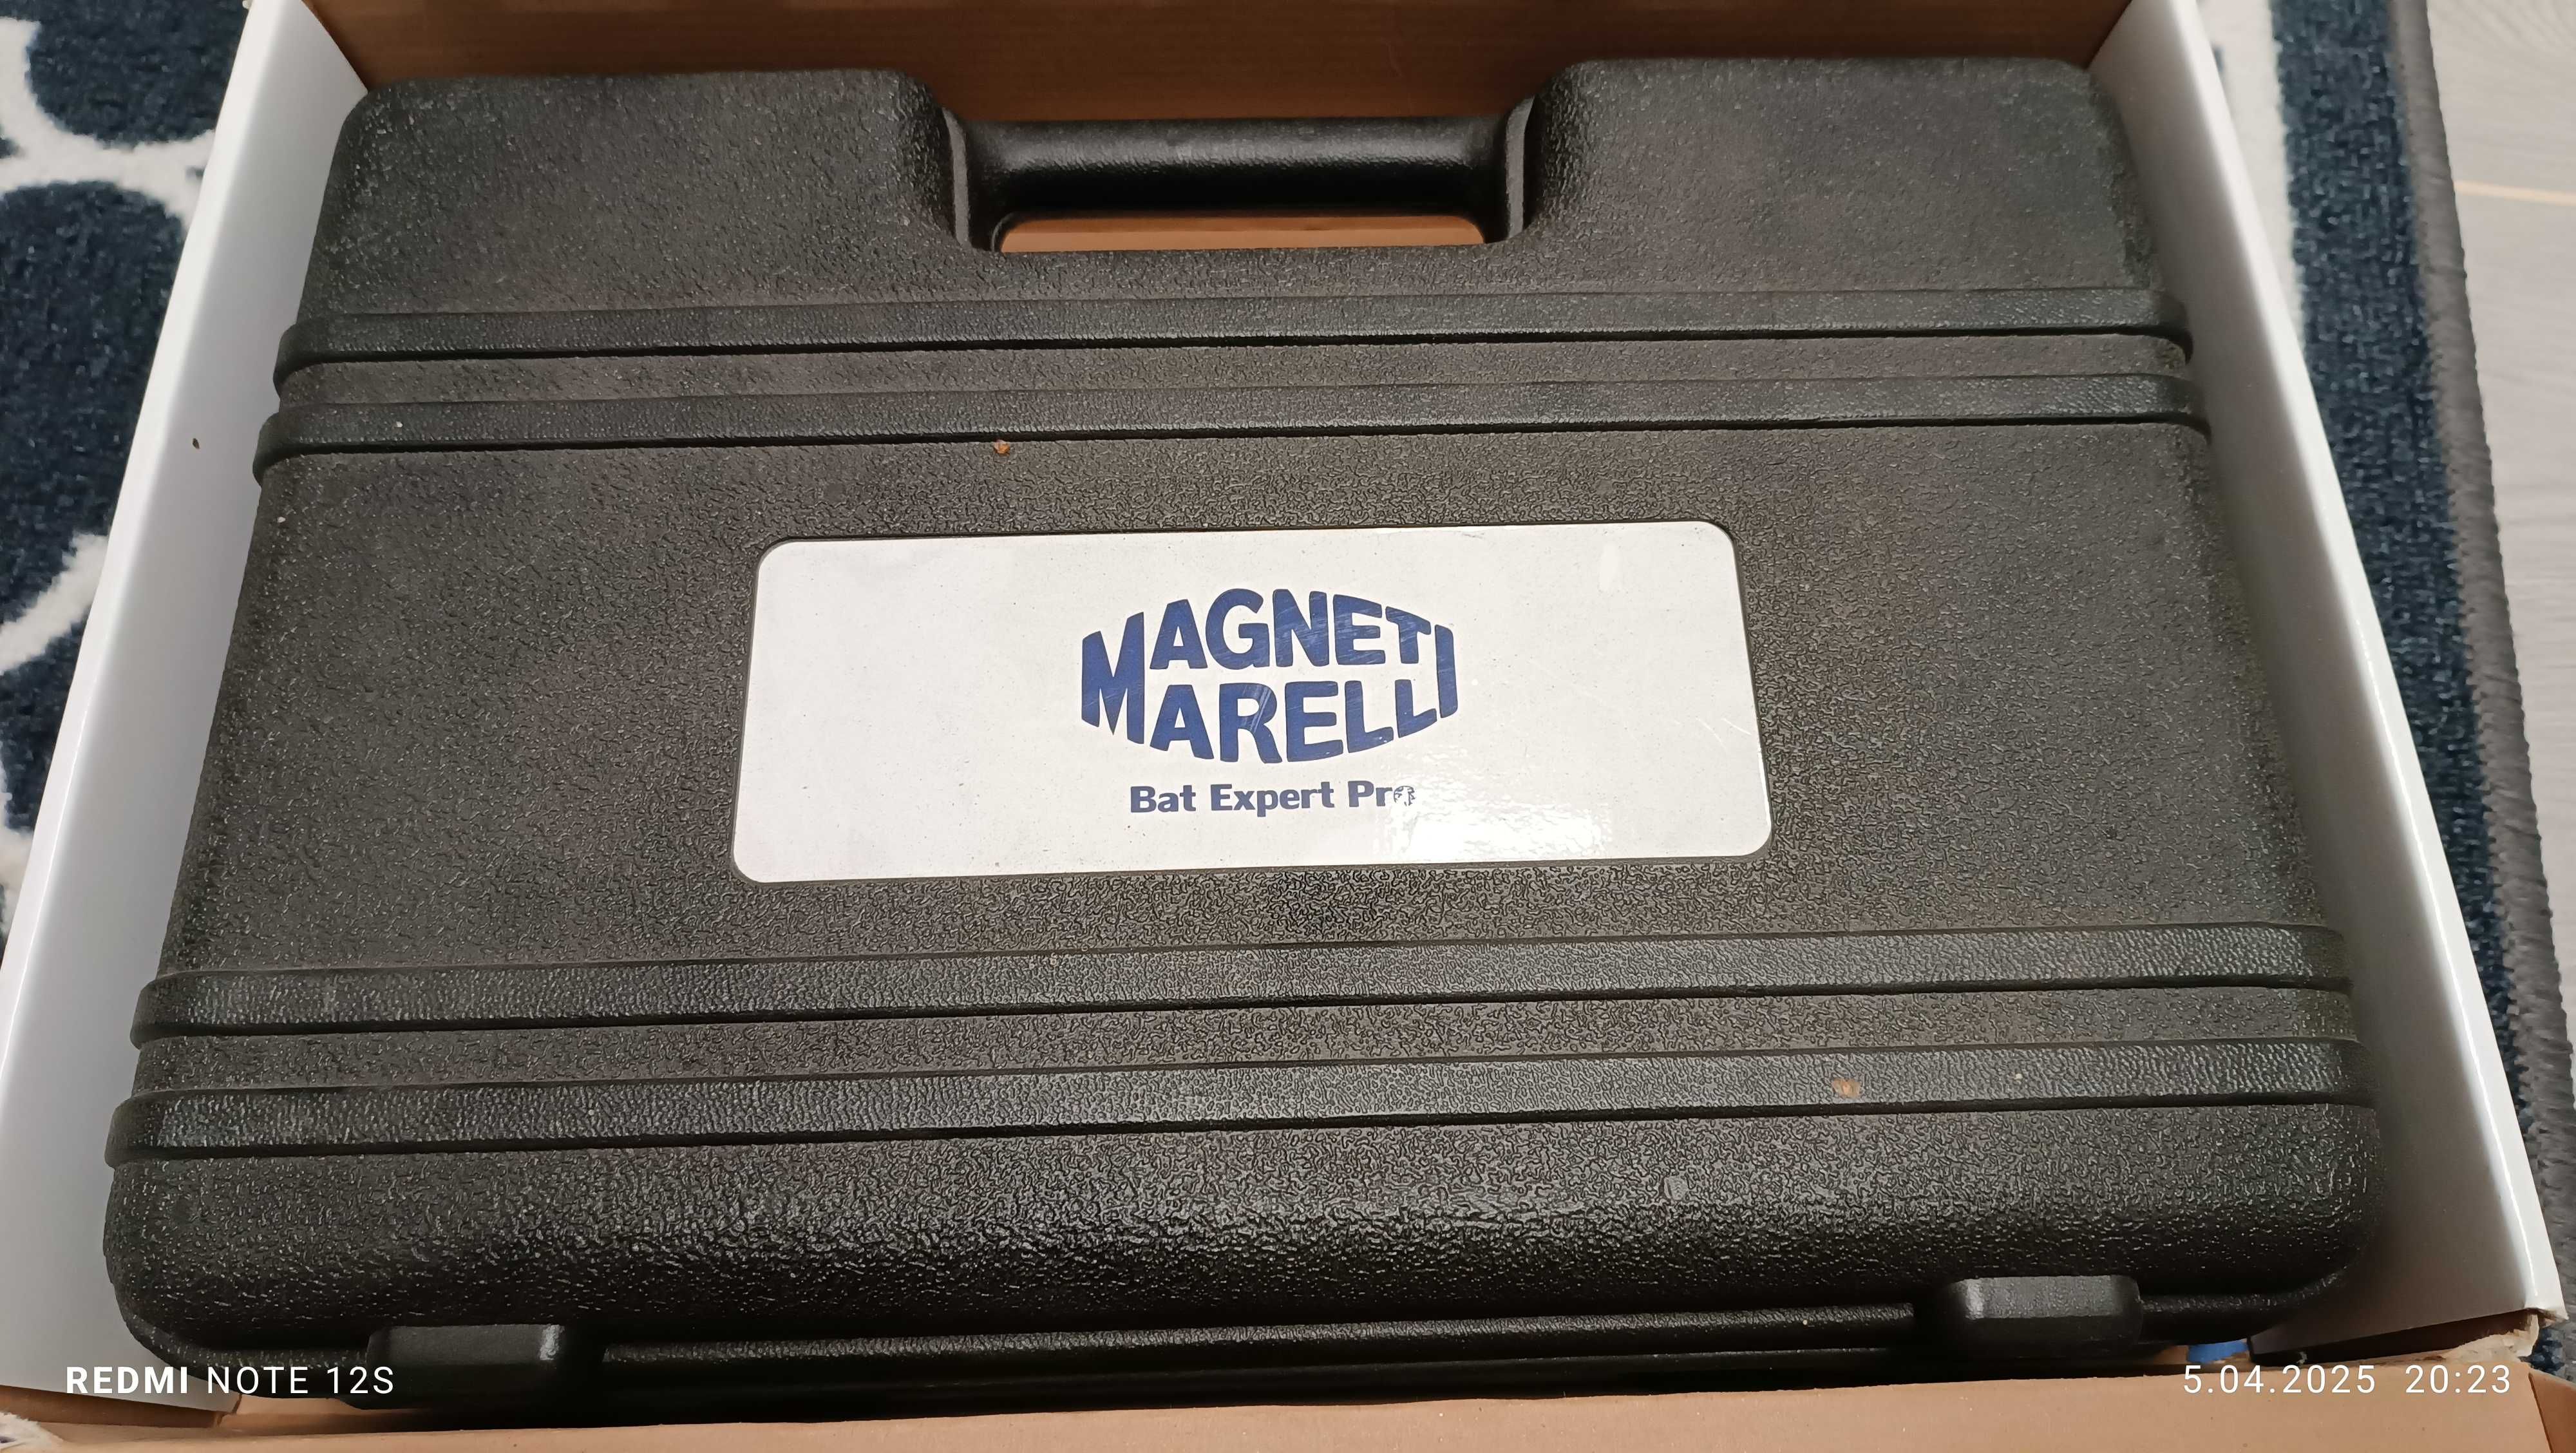 MAGNETI
MARELLI
Bat Expert Pro
REDMI NOTE 12S
5.04.2025 20:23